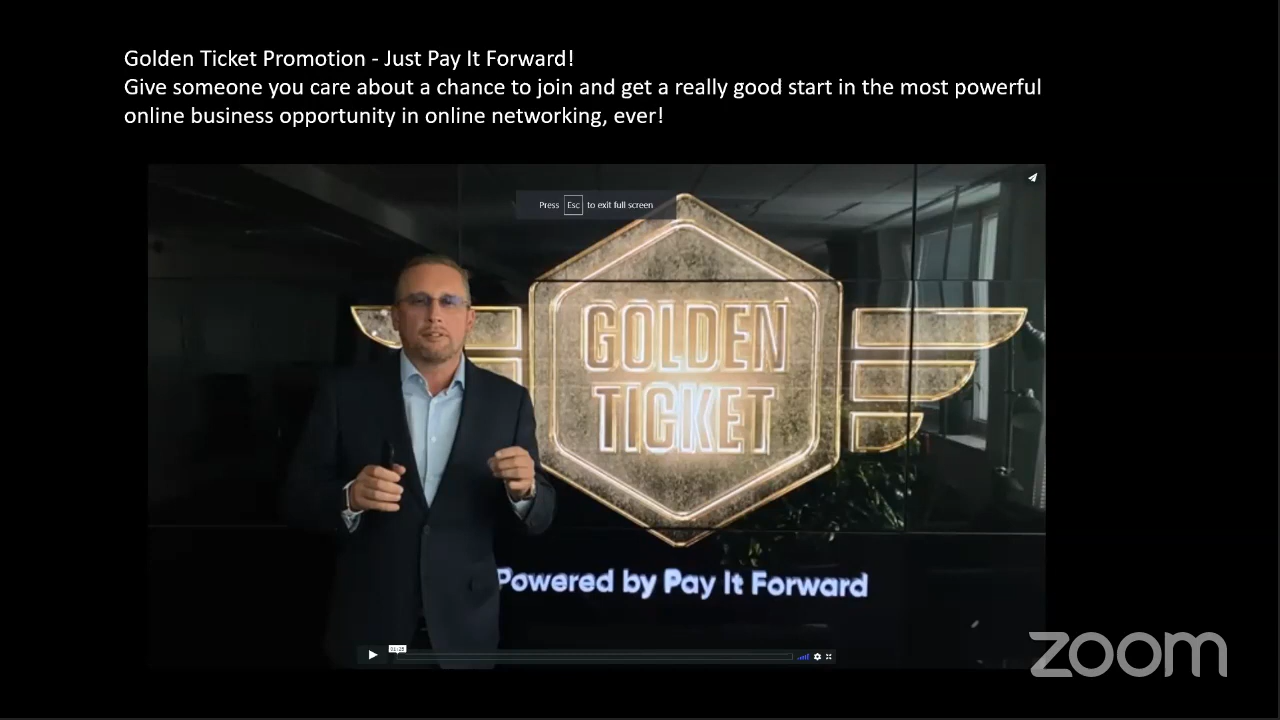 Golden Ticket Promotion - Just Pay It Forward!
Give someone you care about a chance to join and get a really good start in the most powerful
online business opportunity in online networking, ever!
Press Esc to exit full screen
GOLDEN
TICKET
Powered by Pay It Forward
zoom